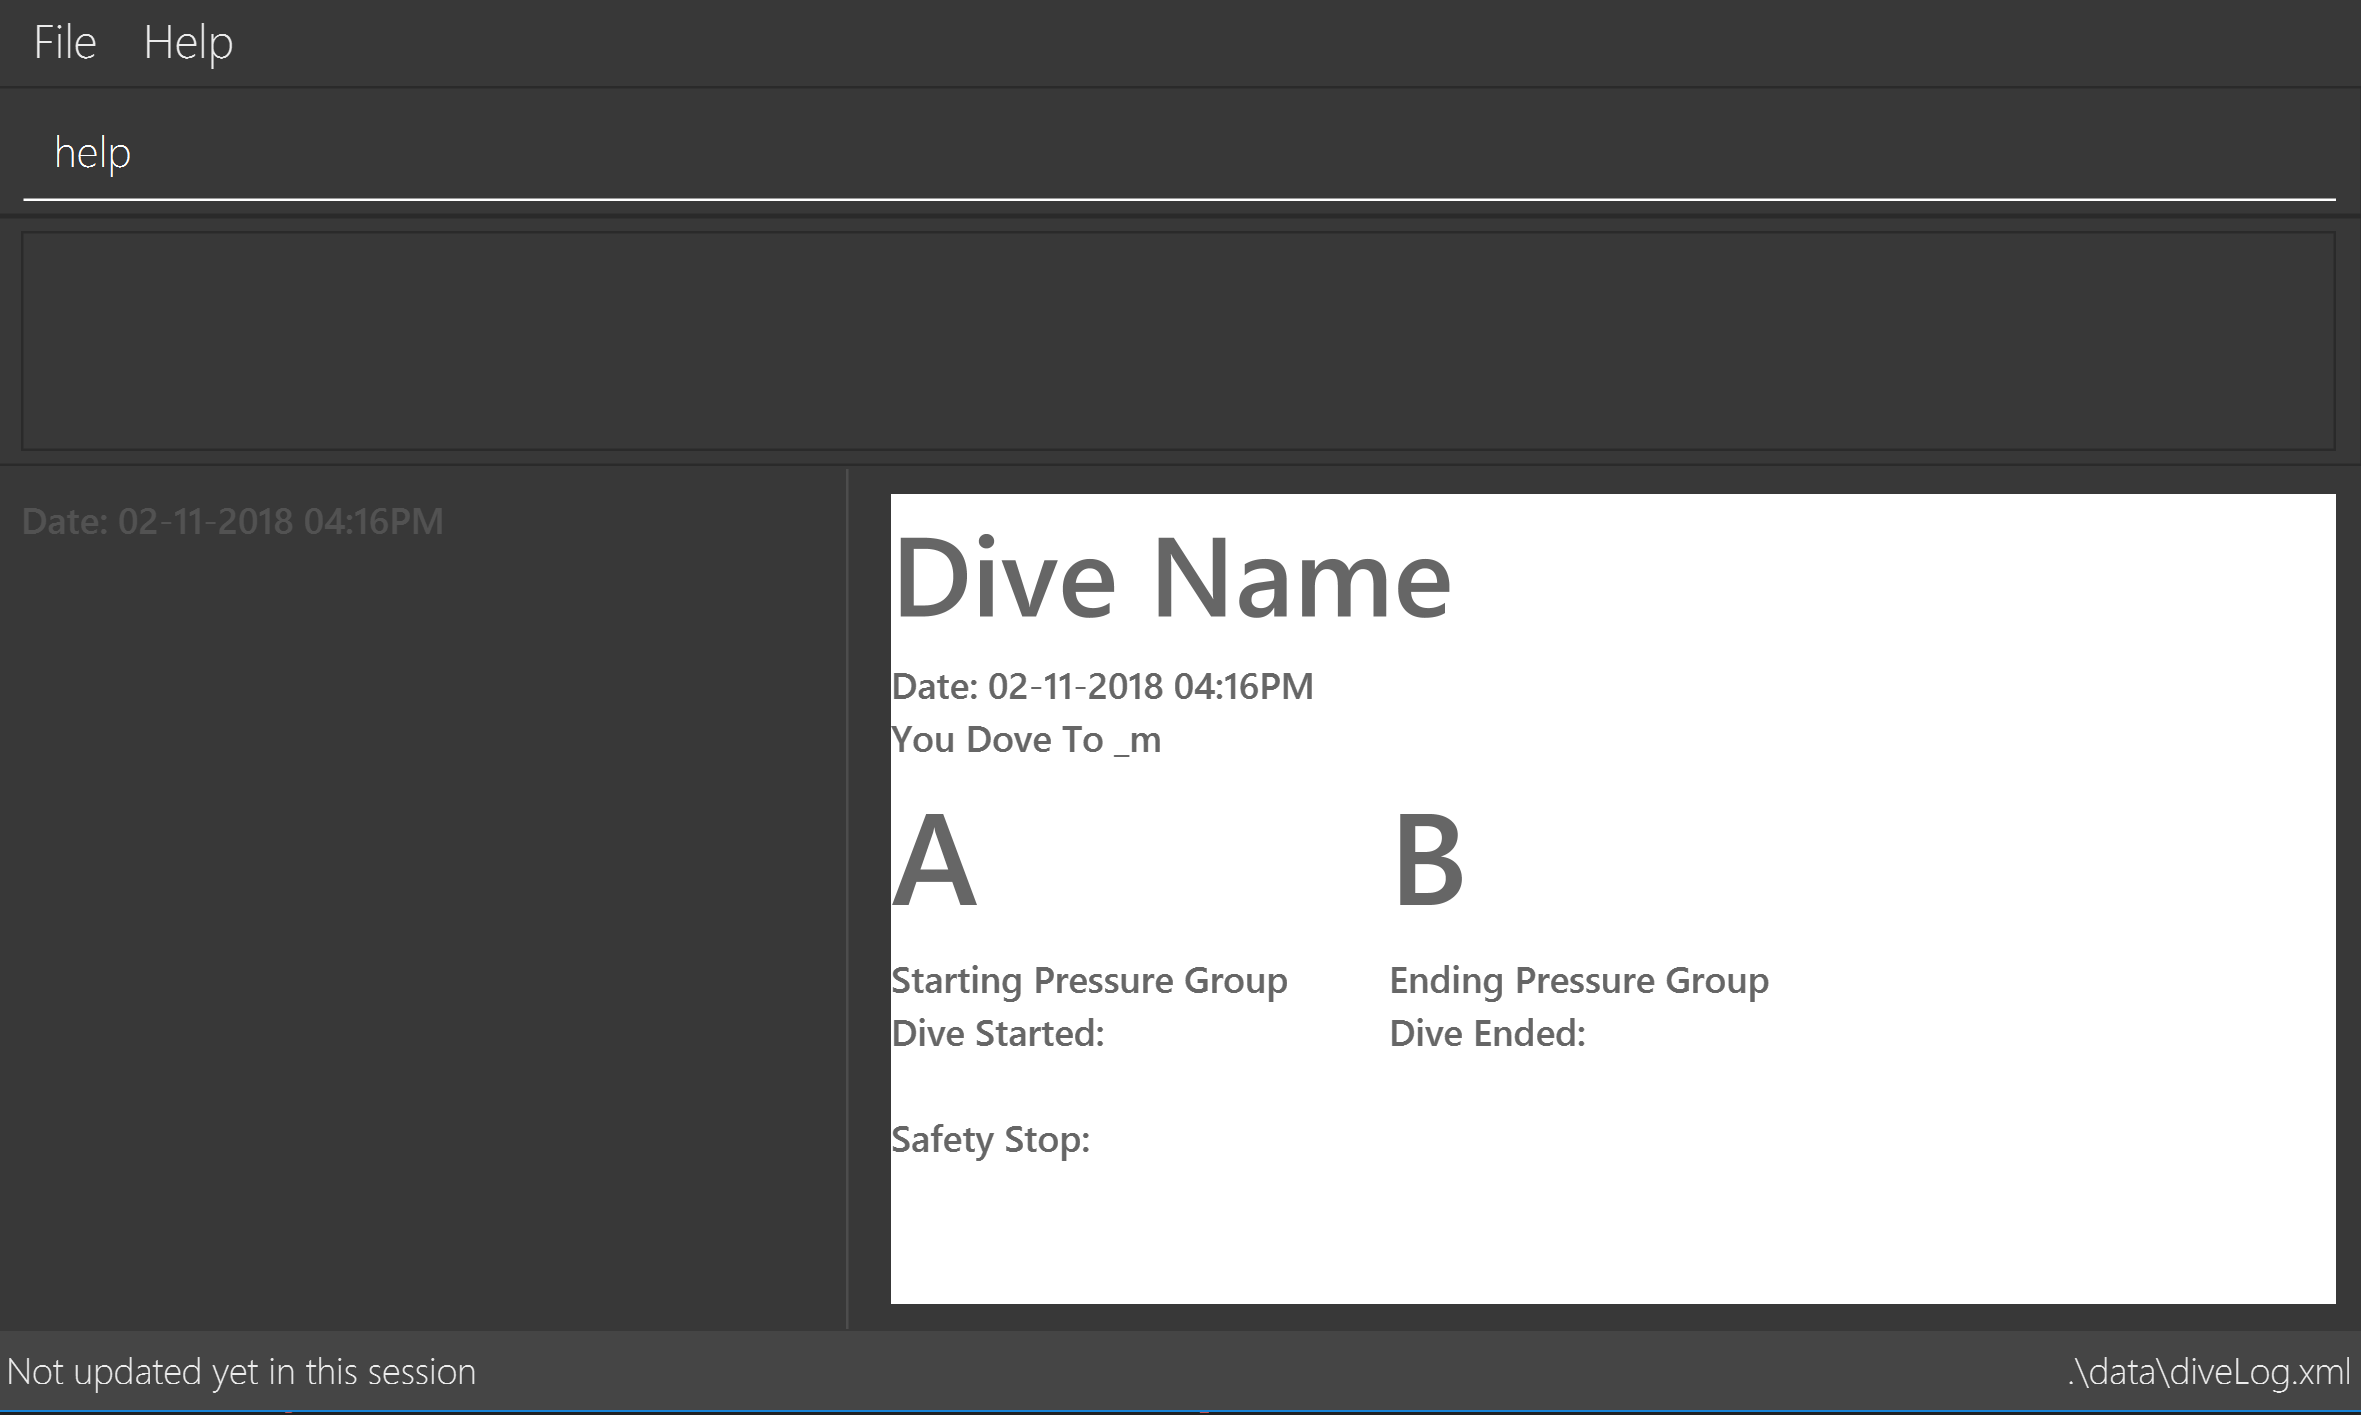 File Help
help
Date: 02-11-2018 04:16PM
Dive Name
Date: 02-11-2018 04:16PM
You Dove To _m
A B
Starting Pressure Group Ending Pressure Group
Dive Started: Dive Ended:
Safety Stop:
Not updated yet in this session .\data\diveLog.xml